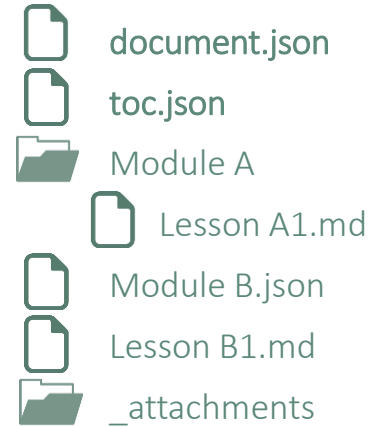 document.json
toc.json
Module A
Lesson A1.md
Module B.json
Lesson B1.md
_attachments